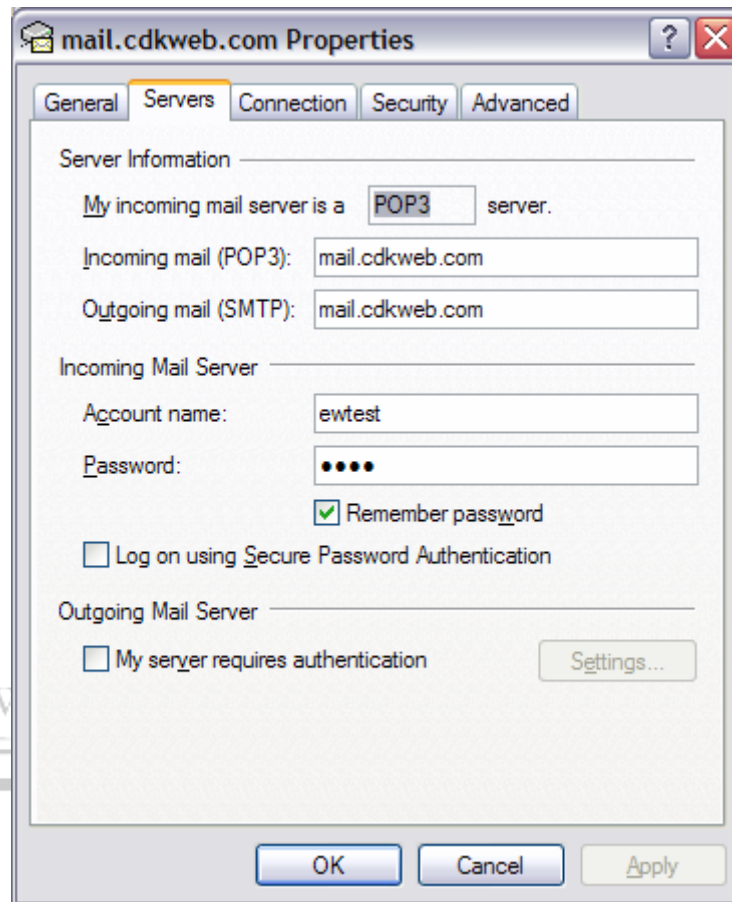 mail.cdkweb.com Properties
General Servers Connection Security Advanced
Server Information
My incoming mail server is a POP3 server.
Incoming mail (POP3): mail.cdkweb.com
Outgoing mail (SMTP): mail.cdkweb.com
Incoming Mail Server
Account name: ewtest
Password: ●●●●
Remember password
Log on using Secure Password Authentication
Outgoing Mail Server
My server requires authentication Settings...
OK Cancel Apply